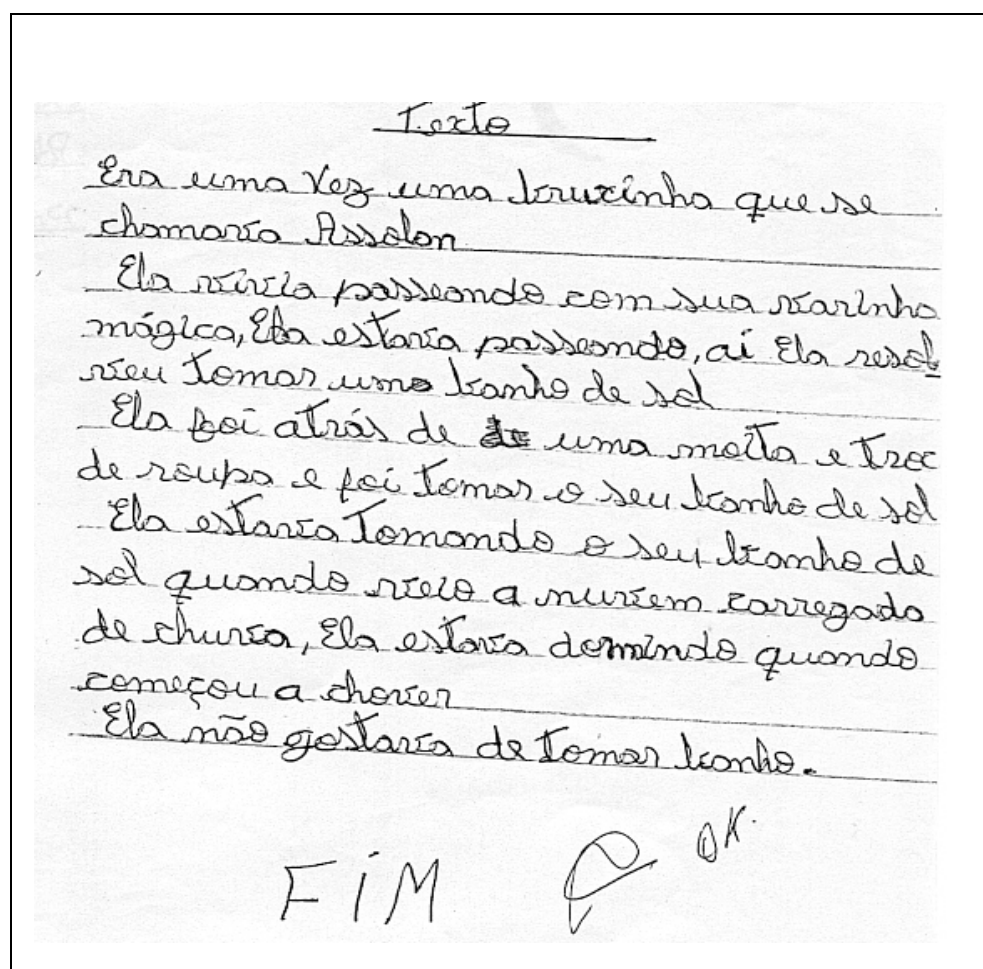 Texto
Era uma vez uma bruxinha que se
chamava Assolan
Ela vivia passeando com sua varinha
mágica, Ela estava passeando, aí Ela resol
veu tomar uma banho de sol
Ela foi atrás de de uma moita e troc
de roupa e foi tomar o seu banho de sol
Ela estava tomando o seu banho de
sol quando veio a nuvem carregado
de chuva, Ela estava dormindo quando
começou a chover
Ela não gostava de tomar banho.
FIM
OK.